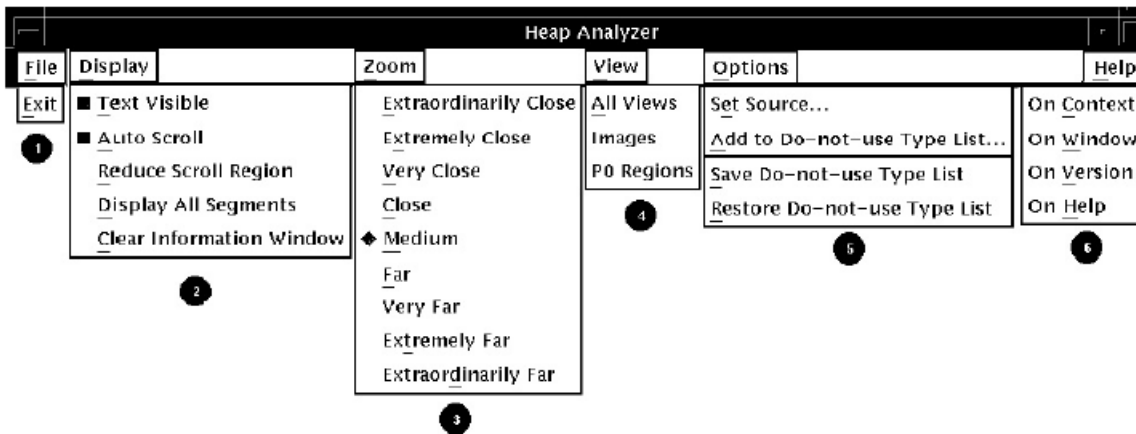 Heap Analyzer
File Display Zoom View Options Help
Exit
1
Text Visible
Auto Scroll
Reduce Scroll Region
Display All Segments
Clear Information Window
2
Extraordinarily Close
Extremely Close
Very Close
Close
Medium
Far
Very Far
Extremely Far
Extraordinarily Far
3
All Views
Images
P0 Regions
4
Set Source...
Add to Do-not-use Type List...
Save Do-not-use Type List
Restore Do-not-use Type List
5
On Context
On Window
On Version
On Help
6